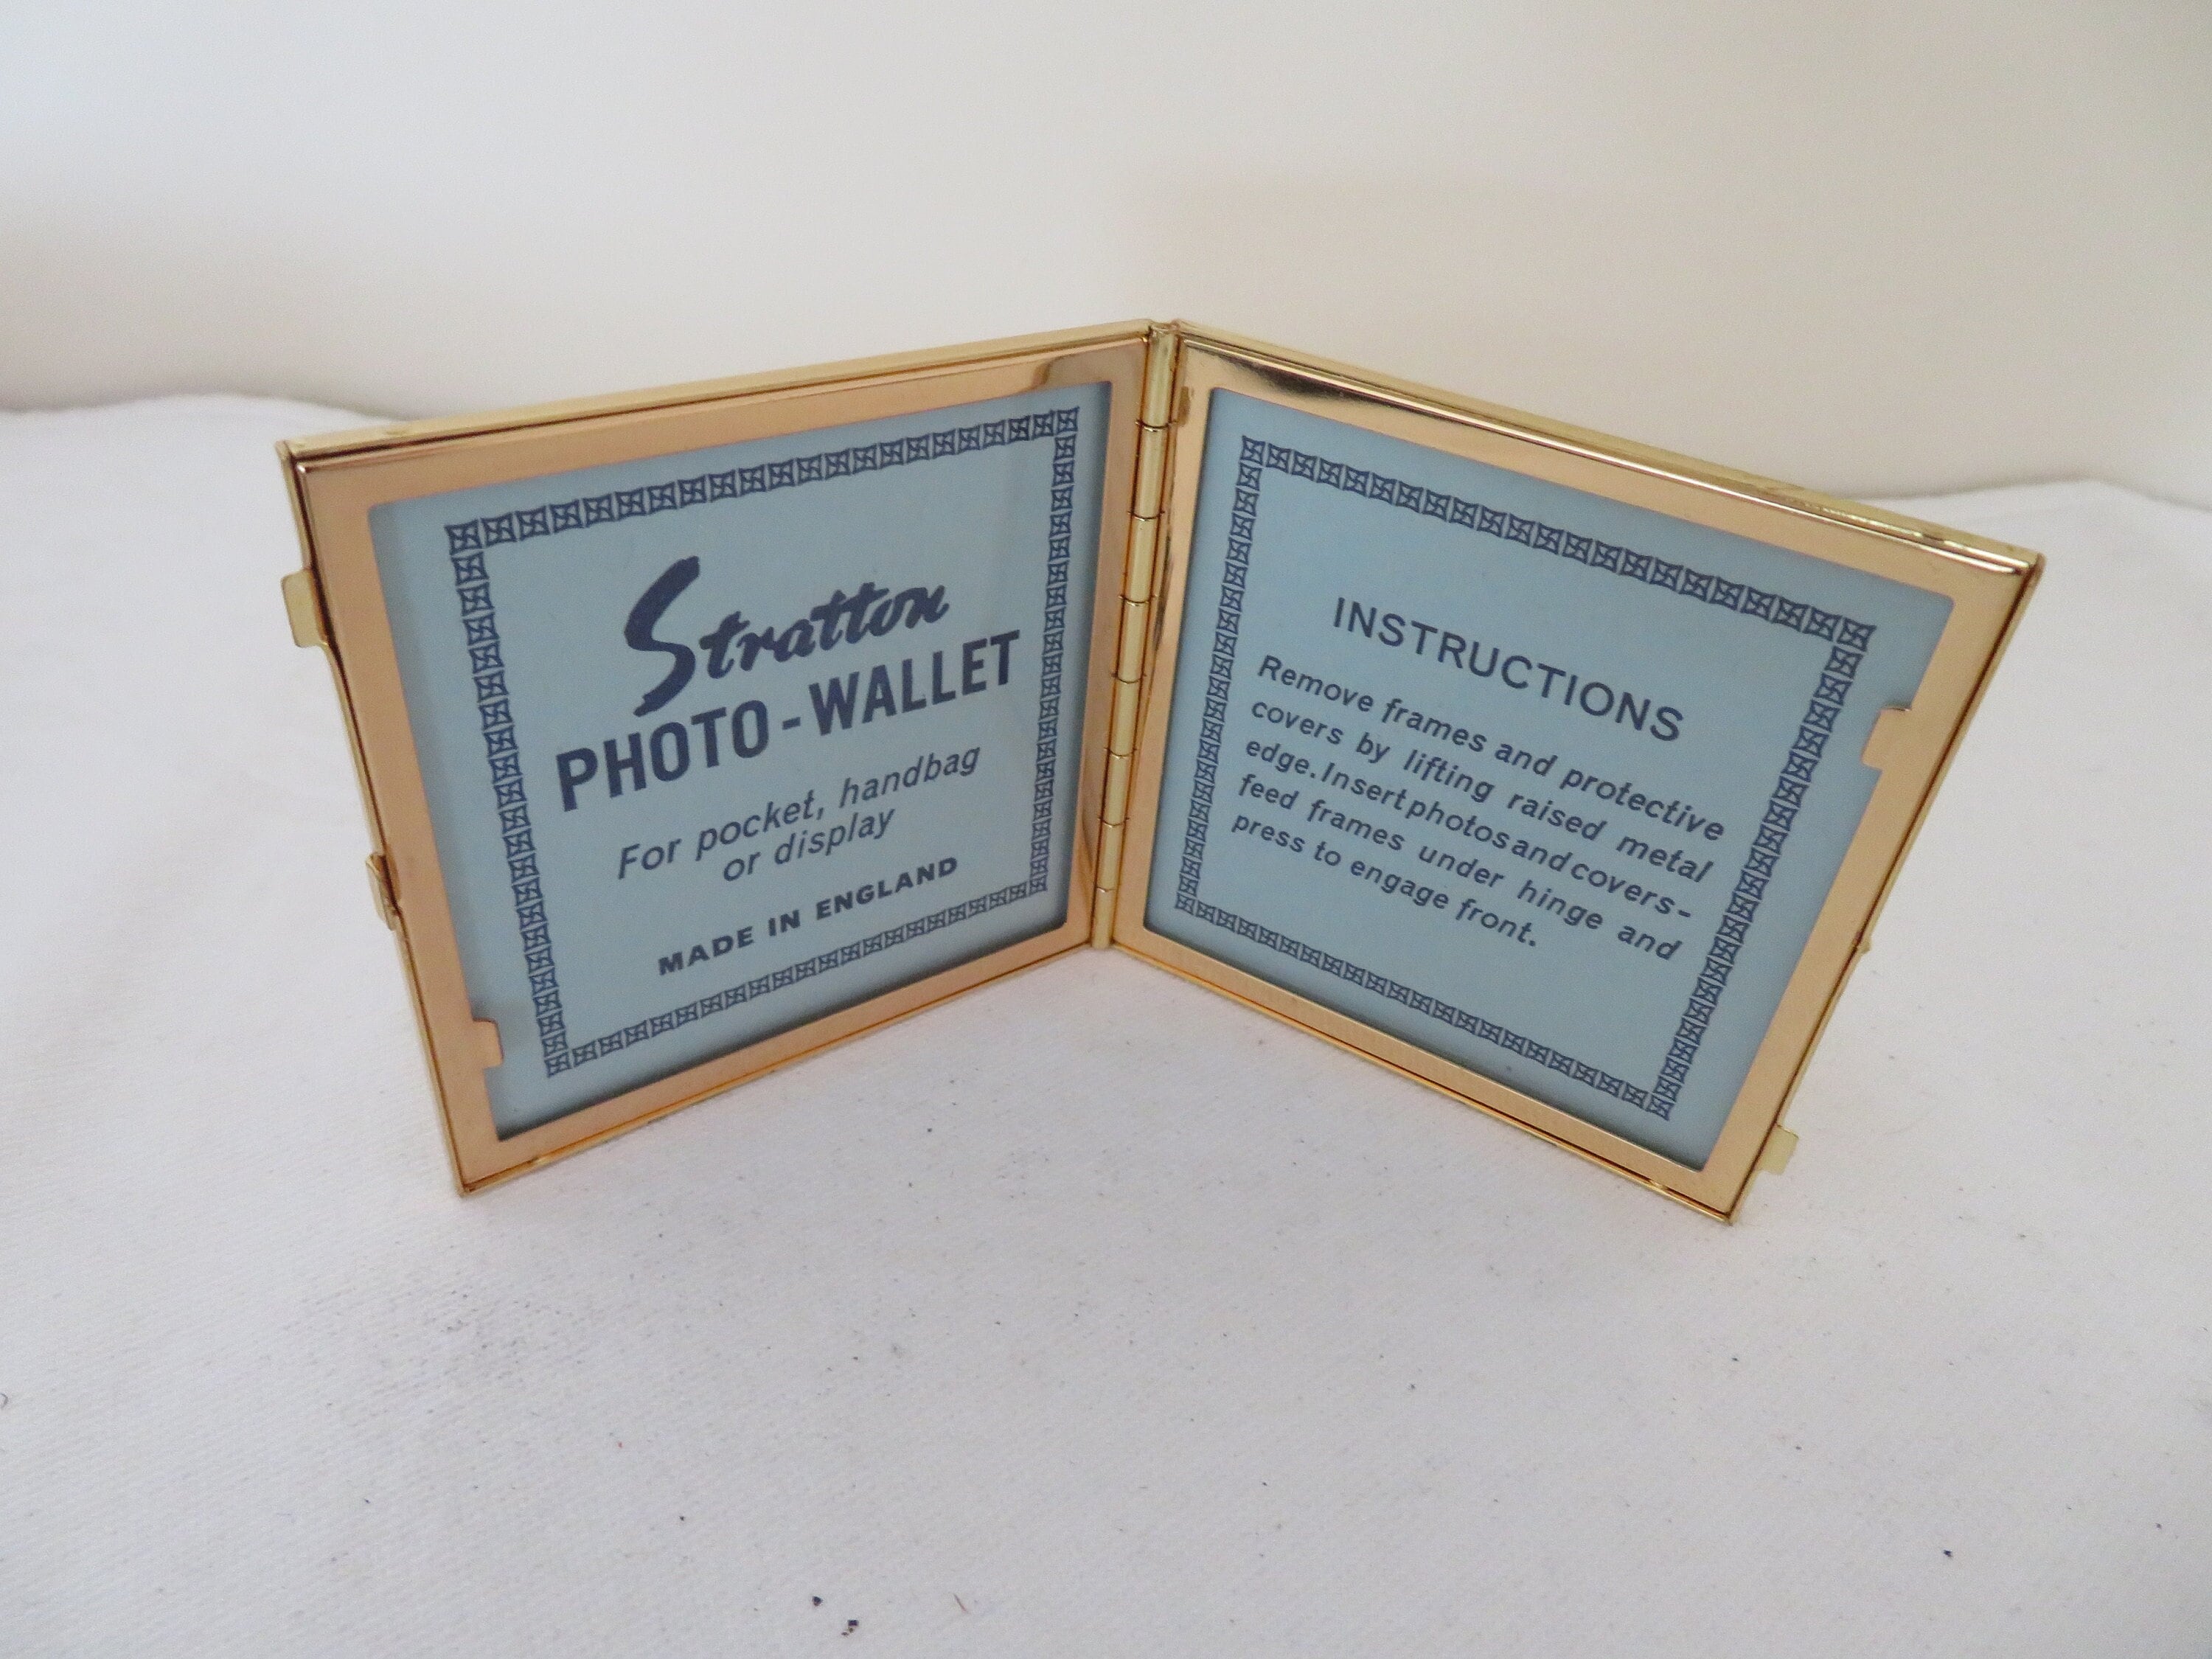 Stratton
PHOTO-WALLET
For pocket, handbag
or display
MADE IN ENGLAND
INSTRUCTIONS
Remove frames and protective
covers by lifting raised metal
edge. Insert photos and covers-
feed frames under hinge and
press to engage front.